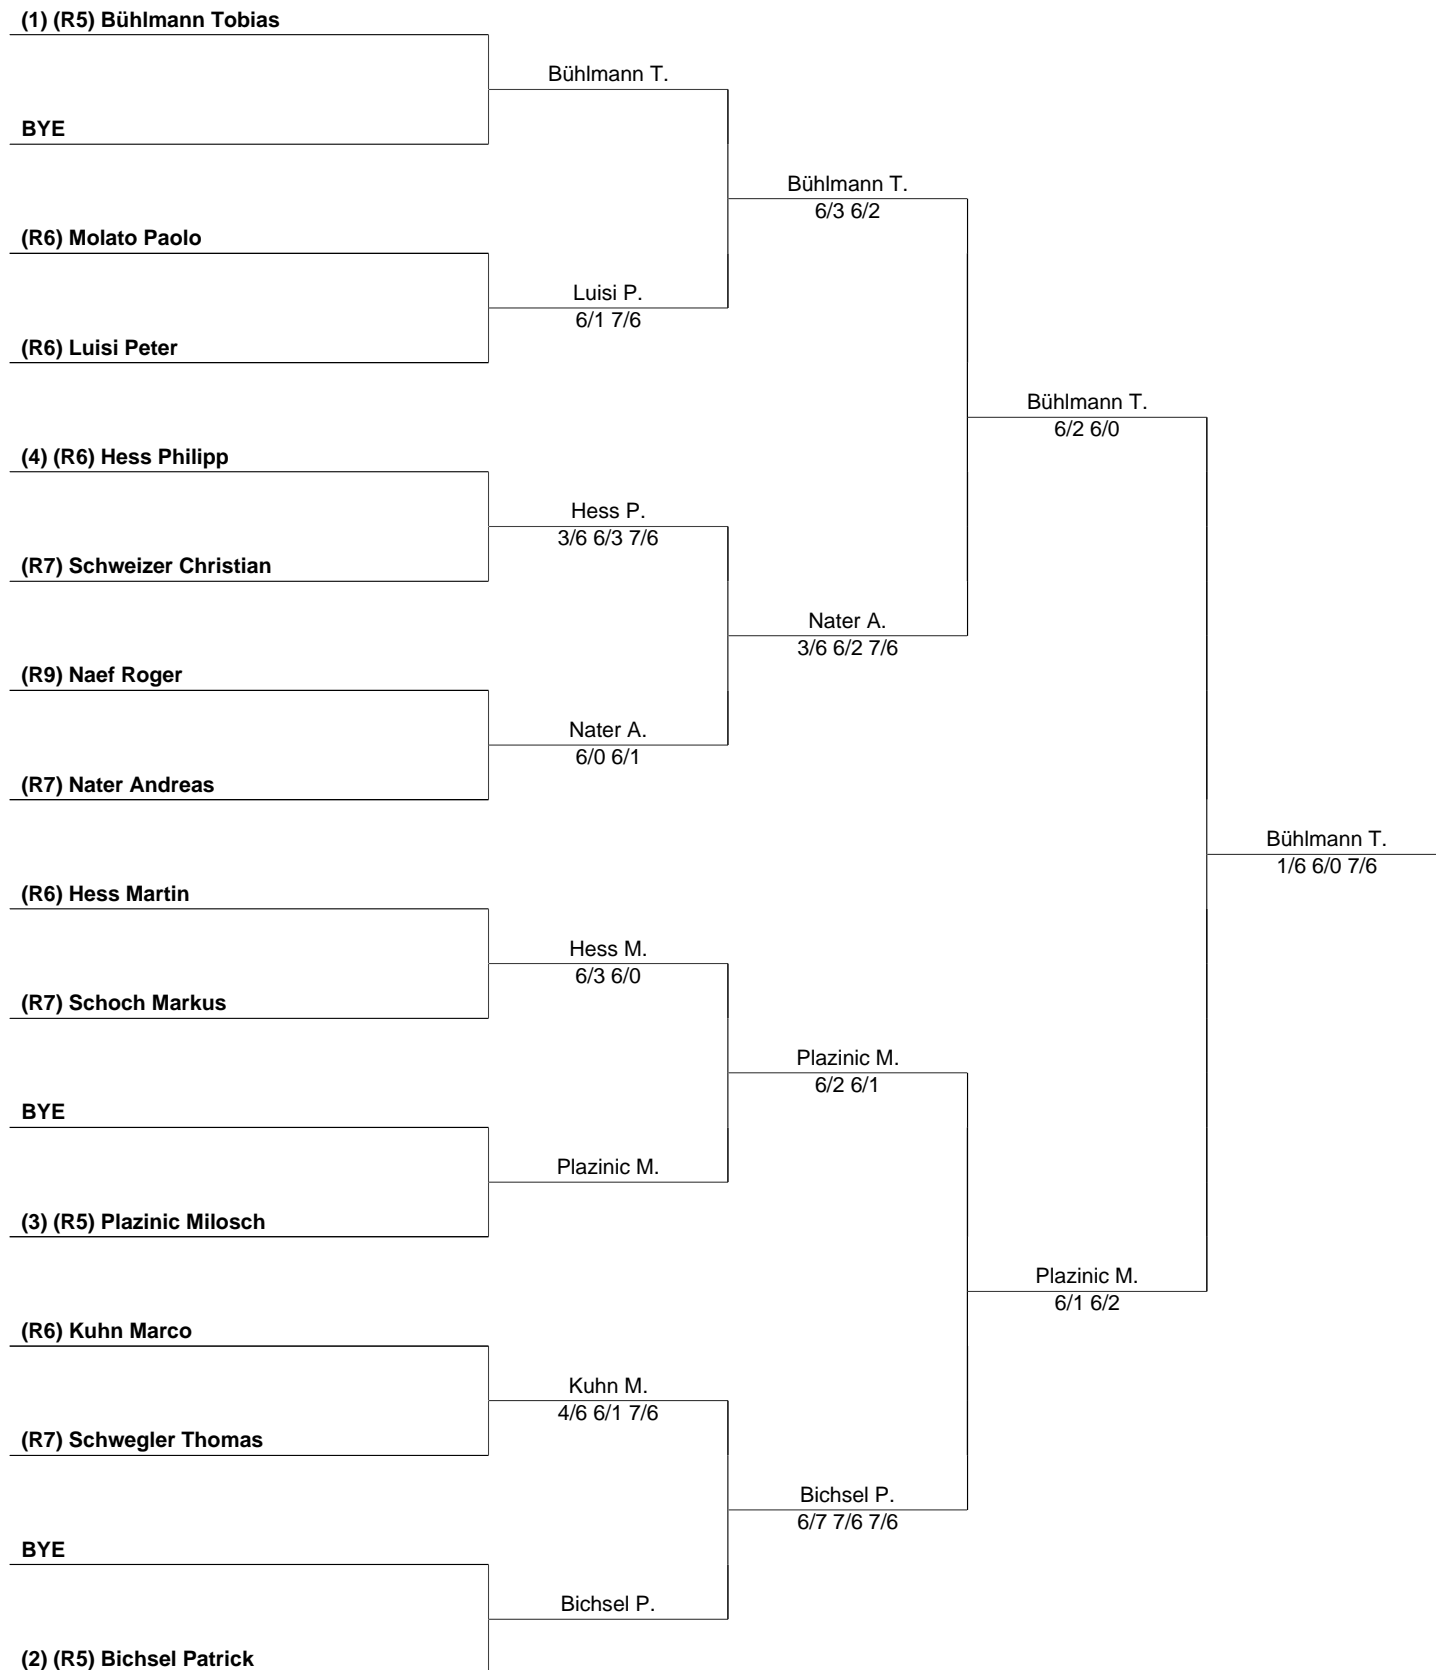 (1) (R5) Bühlmann Tobias
Bühlmann T.
BYE
Bühlmann T.
6/3 6/2
(R6) Molato Paolo
Luisi P.
6/1 7/6
(R6) Luisi Peter
Bühlmann T.
6/2 6/0
(4) (R6) Hess Philipp
Hess P.
3/6 6/3 7/6
(R7) Schweizer Christian
Nater A.
3/6 6/2 7/6
(R9) Naef Roger
Nater A.
6/0 6/1
(R7) Nater Andreas
Bühlmann T.
1/6 6/0 7/6
(R6) Hess Martin
Hess M.
6/3 6/0
(R7) Schoch Markus
Plazinic M.
6/2 6/1
BYE
Plazinic M.
(3) (R5) Plazinic Milosch
Plazinic M.
6/1 6/2
(R6) Kuhn Marco
Kuhn M.
4/6 6/1 7/6
(R7) Schwegler Thomas
Bichsel P.
6/7 7/6 7/6
BYE
Bichsel P.
(2) (R5) Bichsel Patrick